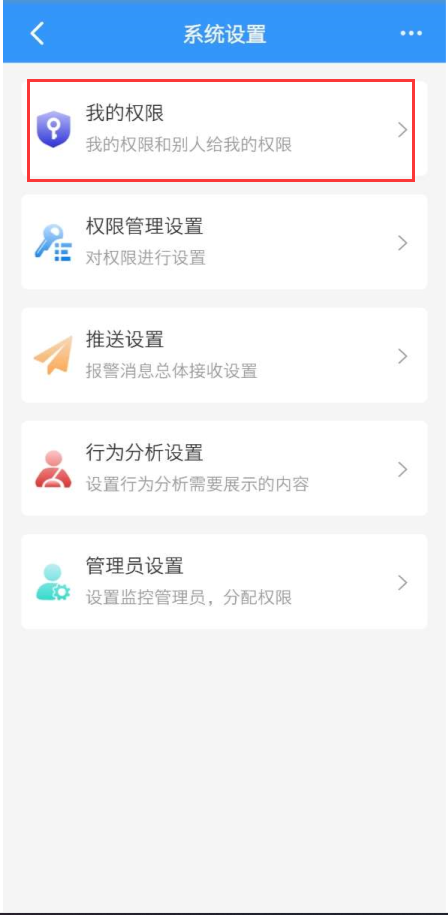 系统设置
我的权限
我的权限和别人给我的权限
权限管理设置
对权限进行设置
推送设置
报警消息总体接收设置
行为分析设置
设置行为分析需要展示的内容
管理员设置
设置监控管理员，分配权限